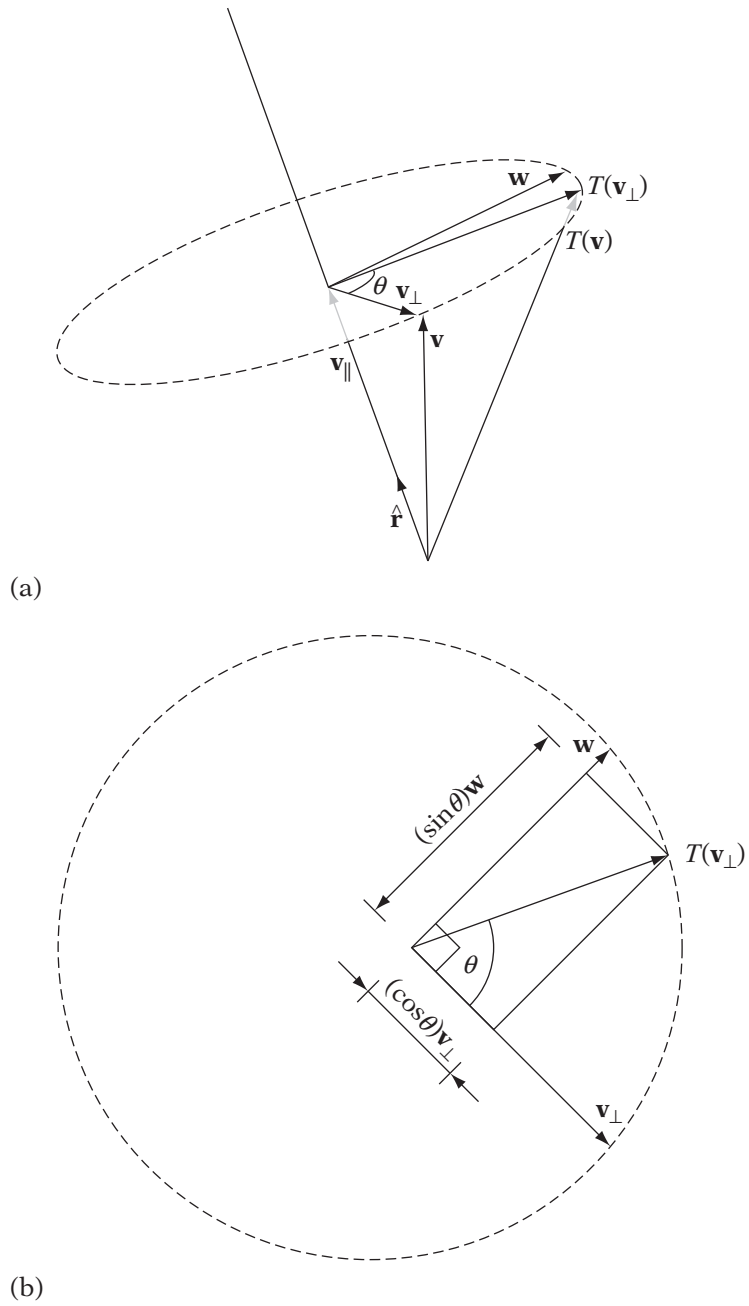 w
T(v⊥)
T(v)
θ
v⊥
v
v∥
r̂
(a)
w
(sinθ)w
T(v⊥)
θ
(cosθ)v⊥
v⊥
(b)